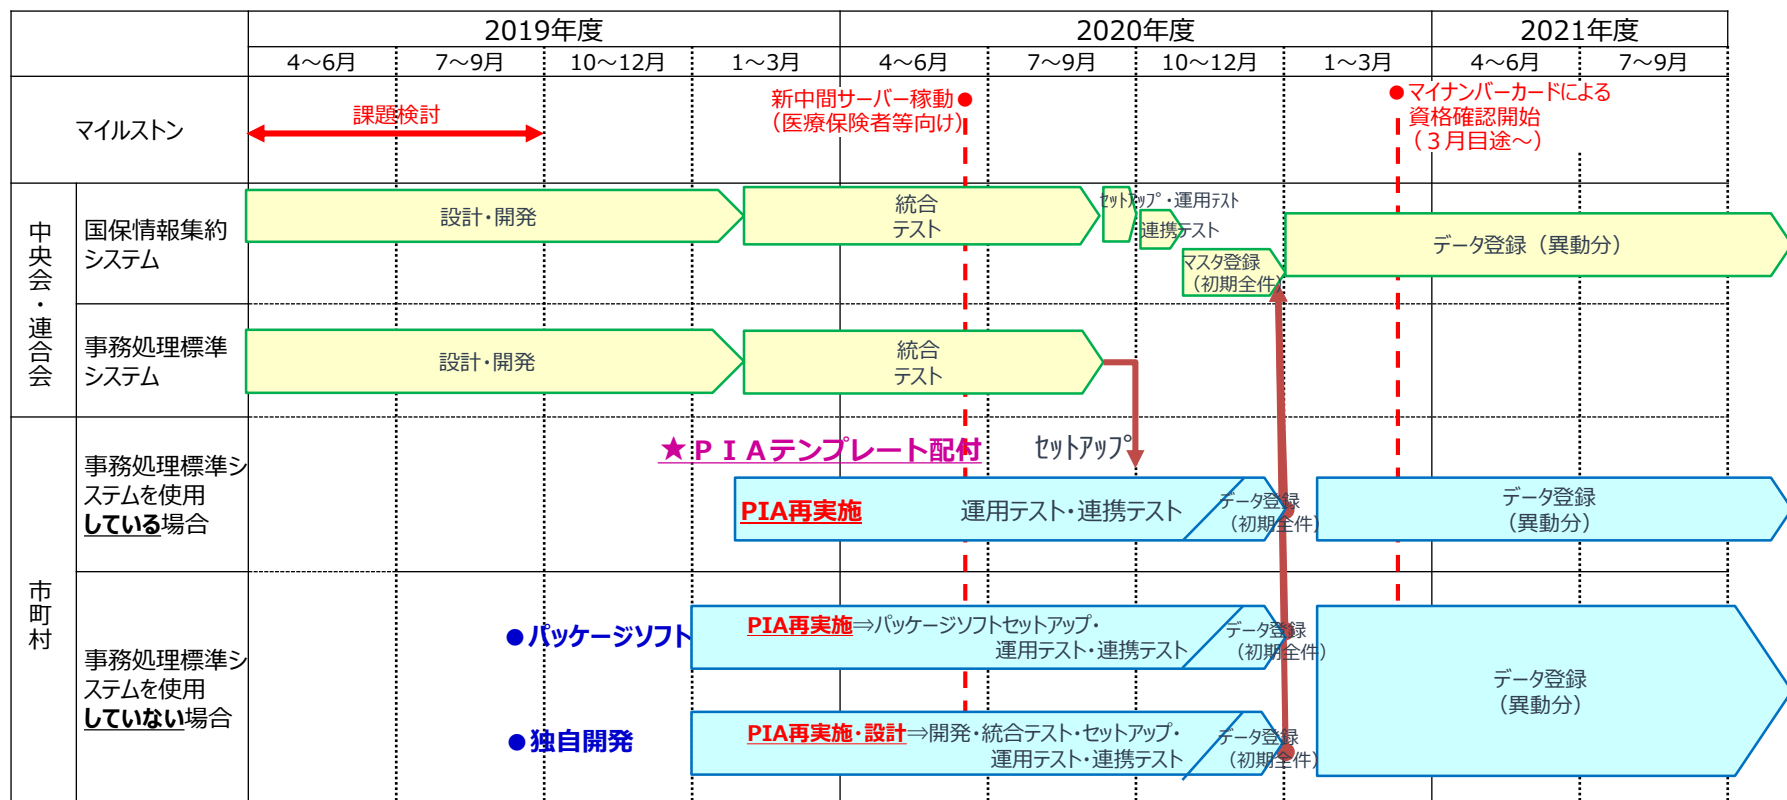 2019年度
2020年度
2021年度
4～6月
7～9月
10～12月
1～3月
4～6月
7～9月
10～12月
1～3月
4～6月
7～9月
マイルストン
課題検討
新中間サーバー稼動●
（医療保険者等向け）
●マイナンバーカードによる
資格確認開始
（３月目途～）
中央会・連合会
国保情報集約
システム
設計・開発
統合
テスト
セットアップ・運用テスト
連携テスト
マスタ登録
（初期全件）
データ登録（異動分）
事務処理標準
システム
設計・開発
統合
テスト
市町村
★ＰＩＡテンプレート配付
セットアップ
事務処理標準シ
ステムを使用
している場合
PIA再実施
運用テスト・連携テスト
データ登録
（初期全件）
データ登録
（異動分）
事務処理標準シ
ステムを使用
していない場合
●パッケージソフト
PIA再実施⇒パッケージソフトセットアップ・
運用テスト・連携テスト
データ登録
（初期全件）
●独自開発
PIA再実施・設計⇒開発・統合テスト・セットアップ・
運用テスト・連携テスト
データ登録
（初期全件）
データ登録
（異動分）